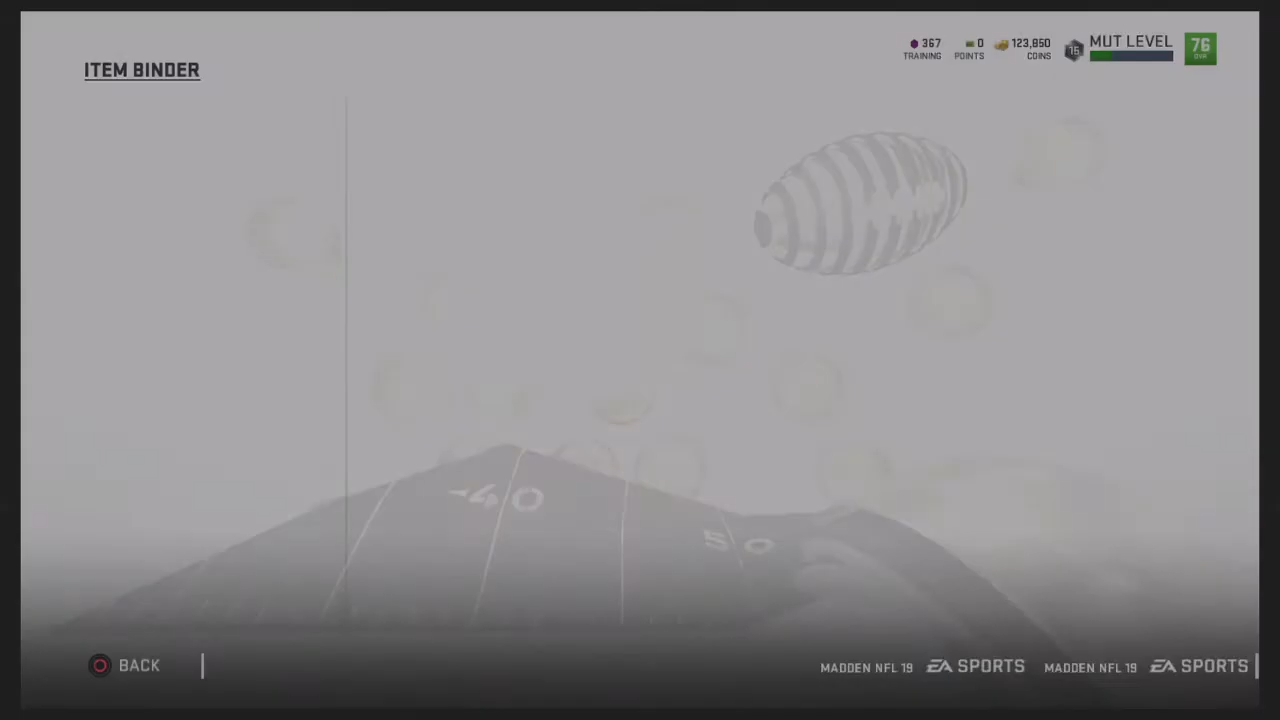 ITEM BINDER
367 TRAINING
0 POINTS
123,850 COINS
15
MUT LEVEL
76 OVR
40
50
BACK
MADDEN NFL 19 EA SPORTS MADDEN NFL 19 EA SPORTS